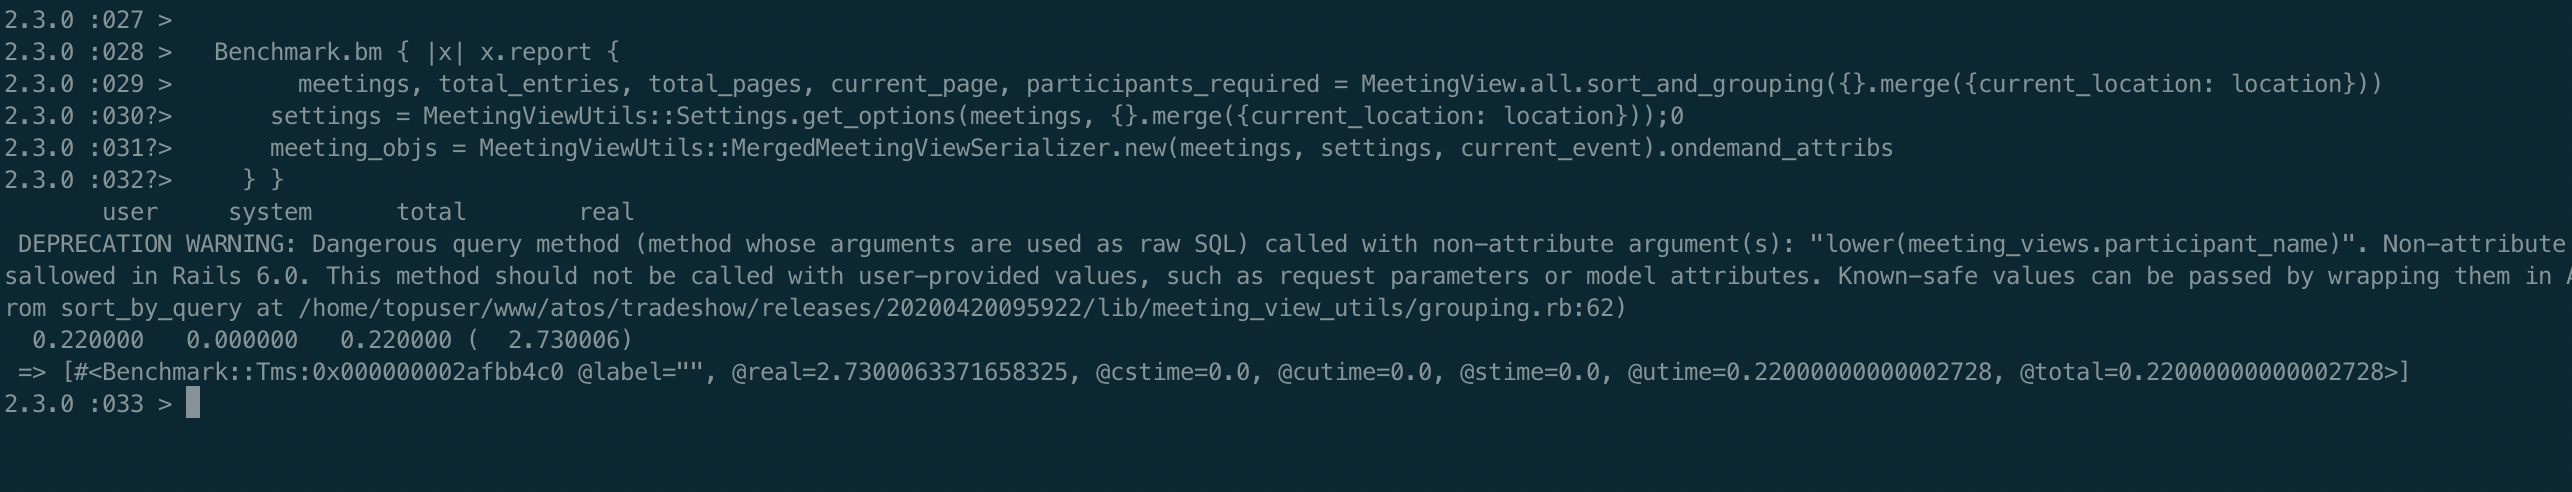 2.3.0 :027 >
2.3.0 :028 >   Benchmark.bm { |x| x.report {
2.3.0 :029 >         meetings, total_entries, total_pages, current_page, participants_required = MeetingView.all.sort_and_grouping({}.merge({current_location: location}))
2.3.0 :030?>       settings = MeetingViewUtils::Settings.get_options(meetings, {}.merge({current_location: location}));0
2.3.0 :031?>       meeting_objs = MeetingViewUtils::MergedMeetingViewSerializer.new(meetings, settings, current_event).ondemand_attribs
2.3.0 :032?>     } }
       user     system      total        real
 DEPRECATION WARNING: Dangerous query method (method whose arguments are used as raw SQL) called with non-attribute argument(s): "lower(meeting_views.participant_name)". Non-attribute
sallowed in Rails 6.0. This method should not be called with user-provided values, such as request parameters or model attributes. Known-safe values can be passed by wrapping them in
rom sort_by_query at /home/topuser/www/atos/tradeshow/releases/20200420095922/lib/meeting_view_utils/grouping.rb:62)
  0.220000   0.000000   0.220000 (  2.730006)
 => [#<Benchmark::Tms:0x000000002afbb4c0 @label="", @real=2.7300063371658325, @cstime=0.0, @cutime=0.0, @stime=0.0, @utime=0.22000000000002728, @total=0.22000000000002728>]
2.3.0 :033 >